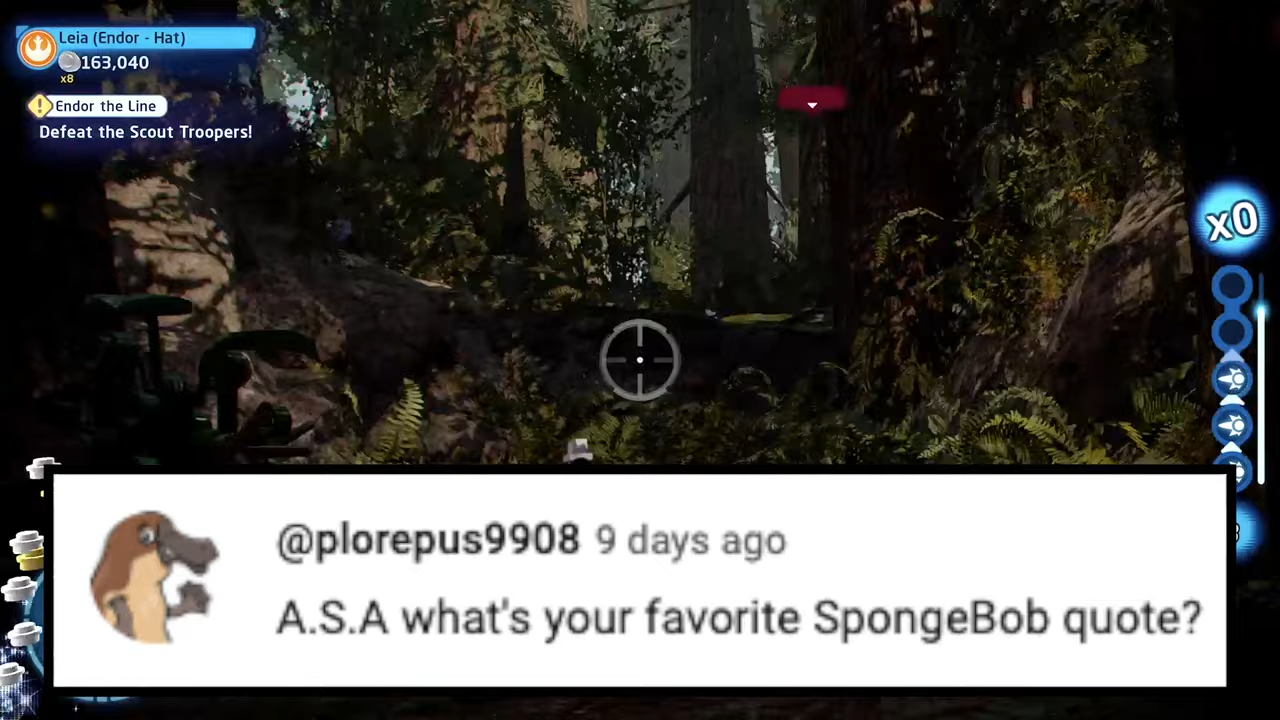 Leia (Endor - Hat)
163,040
x8
Endor the Line
Defeat the Scout Troopers!
x0
@plorepus9908 9 days ago
A.S.A what's your favorite SpongeBob quote?